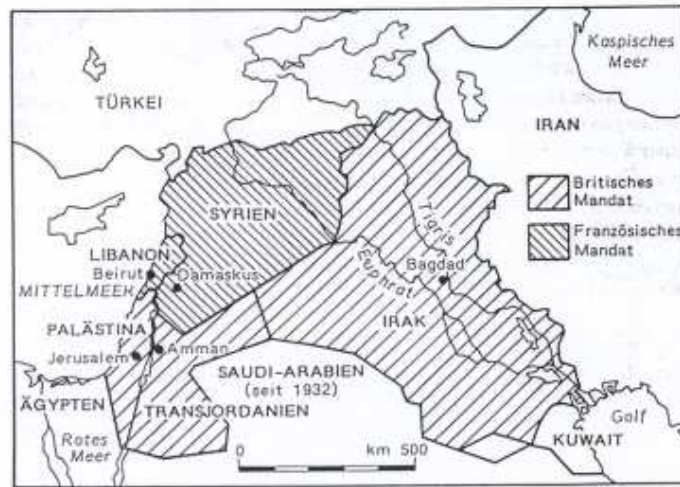 Kaspisches
Meer
TÜRKEI
IRAN
Britisches
Mandat
SYRIEN
Tigris
Französisches
Mandat
LIBANON
Beirut
Damaskus
Euphrat
Bagdad
MITTELMEER
PALÄSTINA
IRAK
Jerusalem
Amman
SAUDI-ARABIEN
(seit 1932)
ÄGYPTEN
TRANSJORDANIEN
Golf
Rotes
Meer
KUWAIT
0 km 500